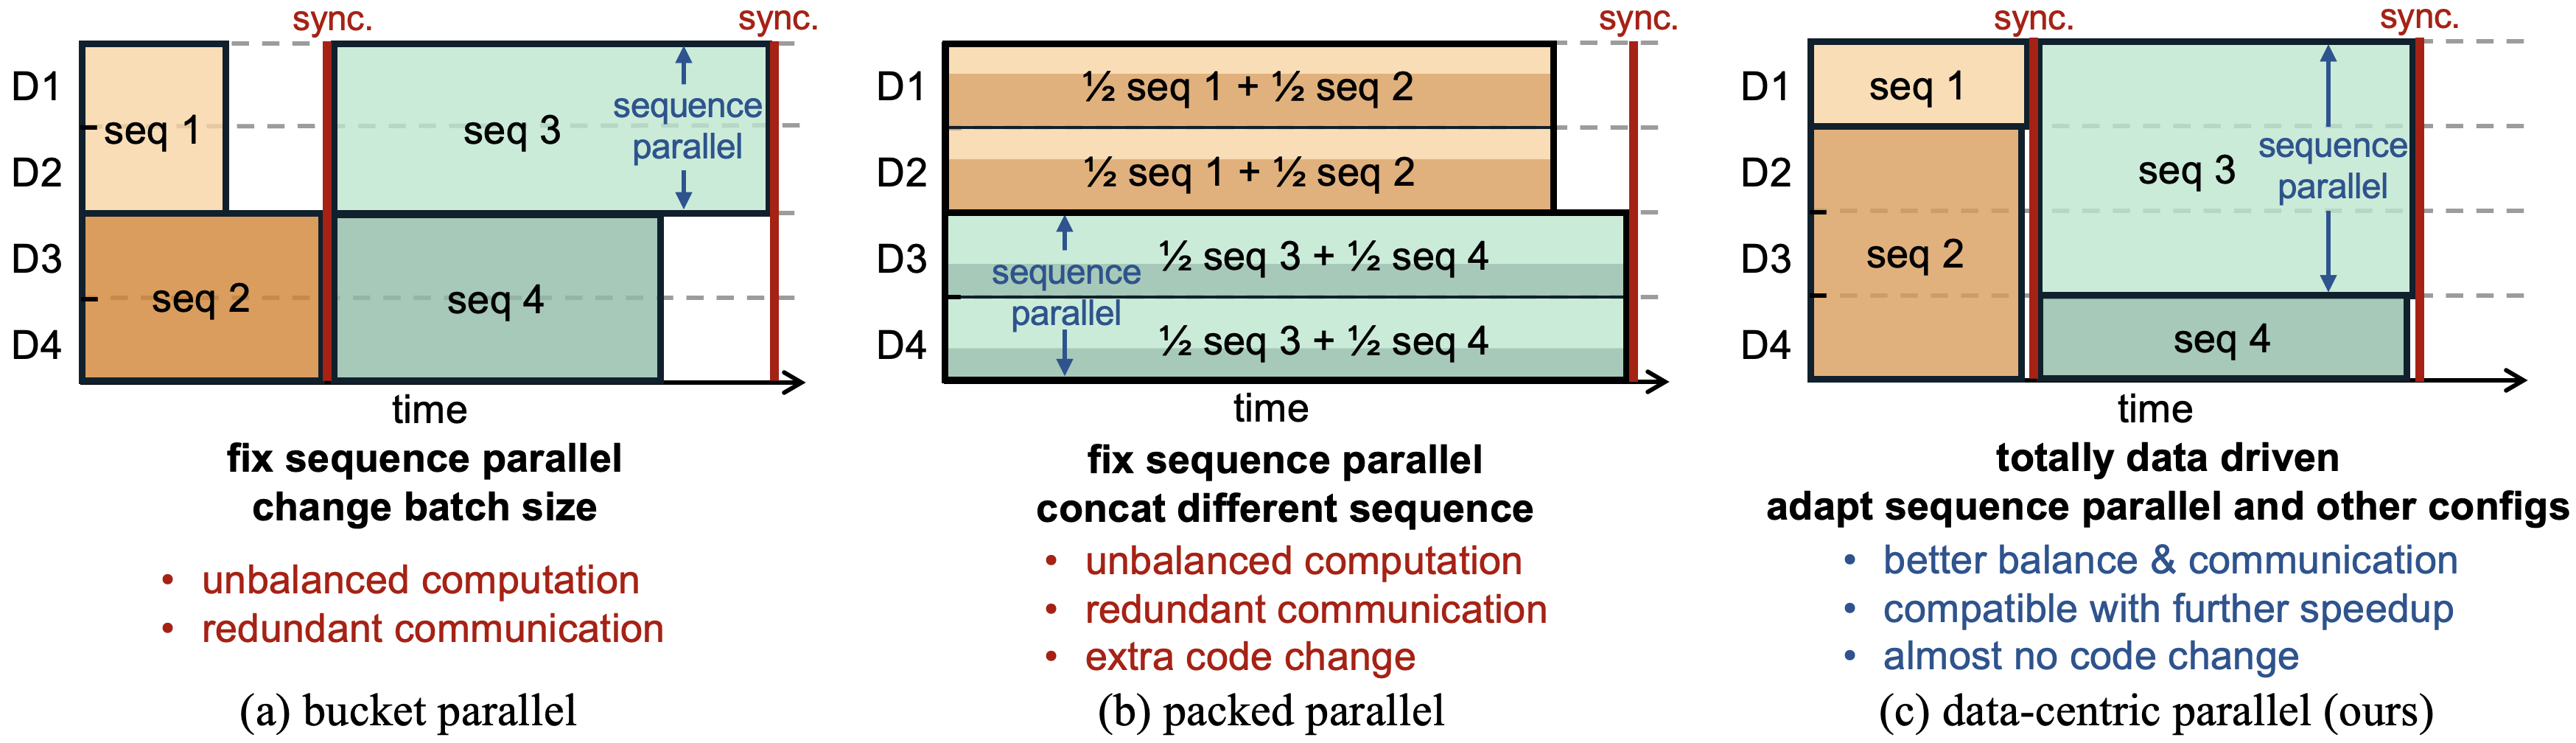 sync.
sync.
D1
D2
D3
D4
seq 1
seq 2
seq 3
sequence
parallel
seq 4
time
fix sequence parallel
change batch size
• unbalanced computation
• redundant communication
(a) bucket parallel
sync.
D1
D2
D3
D4
½ seq 1 + ½ seq 2
½ seq 1 + ½ seq 2
½ seq 3 + ½ seq 4
sequence
parallel
½ seq 3 + ½ seq 4
time
fix sequence parallel
concat different sequence
• unbalanced computation
• redundant communication
• extra code change
(b) packed parallel
sync.
sync.
D1
D2
D3
D4
seq 1
seq 2
seq 3
sequence
parallel
seq 4
time
totally data driven
adapt sequence parallel and other configs
• better balance & communication
• compatible with further speedup
• almost no code change
(c) data-centric parallel (ours)